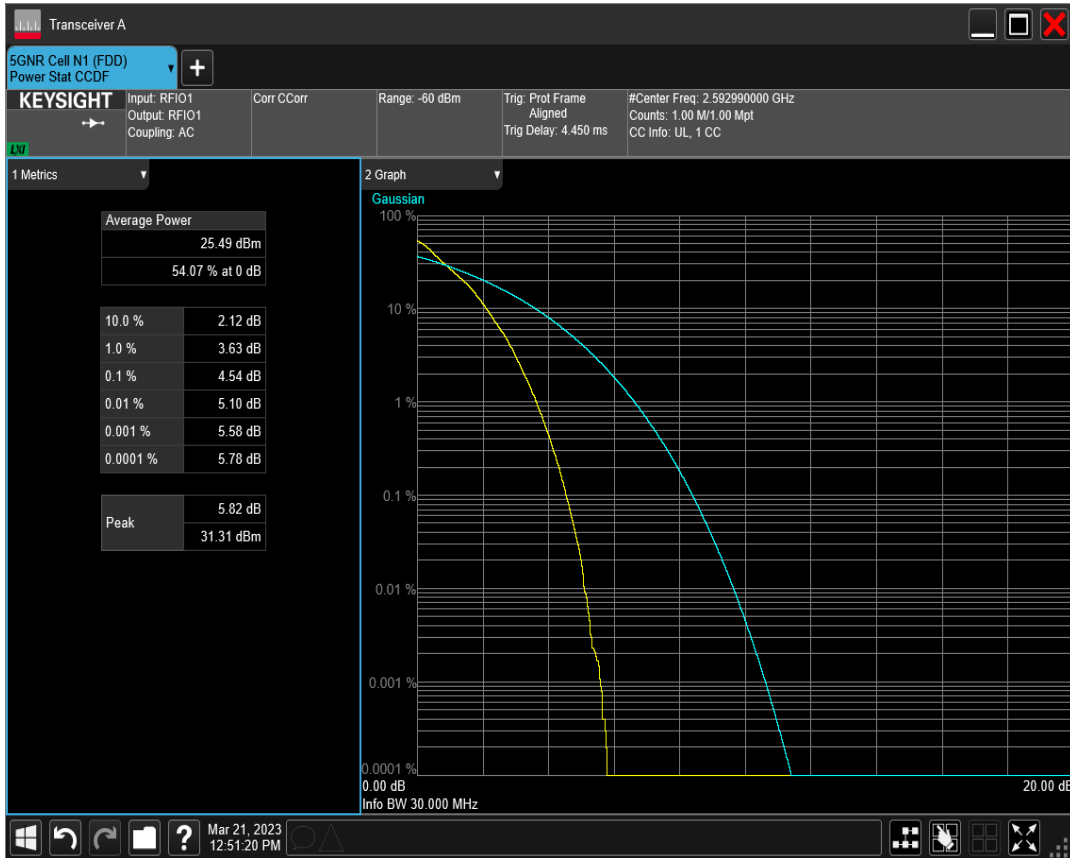 Transceiver A
5GNR Cell N1 (FDD)
Power Stat CCDF
+
KEYSIGHT
LXI
Input: RFIO1
Output: RFIO1
Coupling: AC
Corr CCorr
Range: -60 dBm
Trig: Prot Frame
Aligned
Trig Delay: 4.450 ms
#Center Freq: 2.592990000 GHz
Counts: 1.00 M/1.00 Mpt
CC Info: UL, 1 CC
1 Metrics
Average Power
25.49 dBm
54.07 % at 0 dB
10.0 % 2.12 dB
1.0 % 3.63 dB
0.1 % 4.54 dB
0.01 % 5.10 dB
0.001 % 5.58 dB
0.0001 % 5.78 dB
Peak 5.82 dB
31.31 dBm
2 Graph
Gaussian
100 %
10 %
1 %
0.1 %
0.01 %
0.001 %
0.0001 %
0.00 dB 20.00 dB
Info BW 30.000 MHz
?
Mar 21, 2023
12:51:20 PM